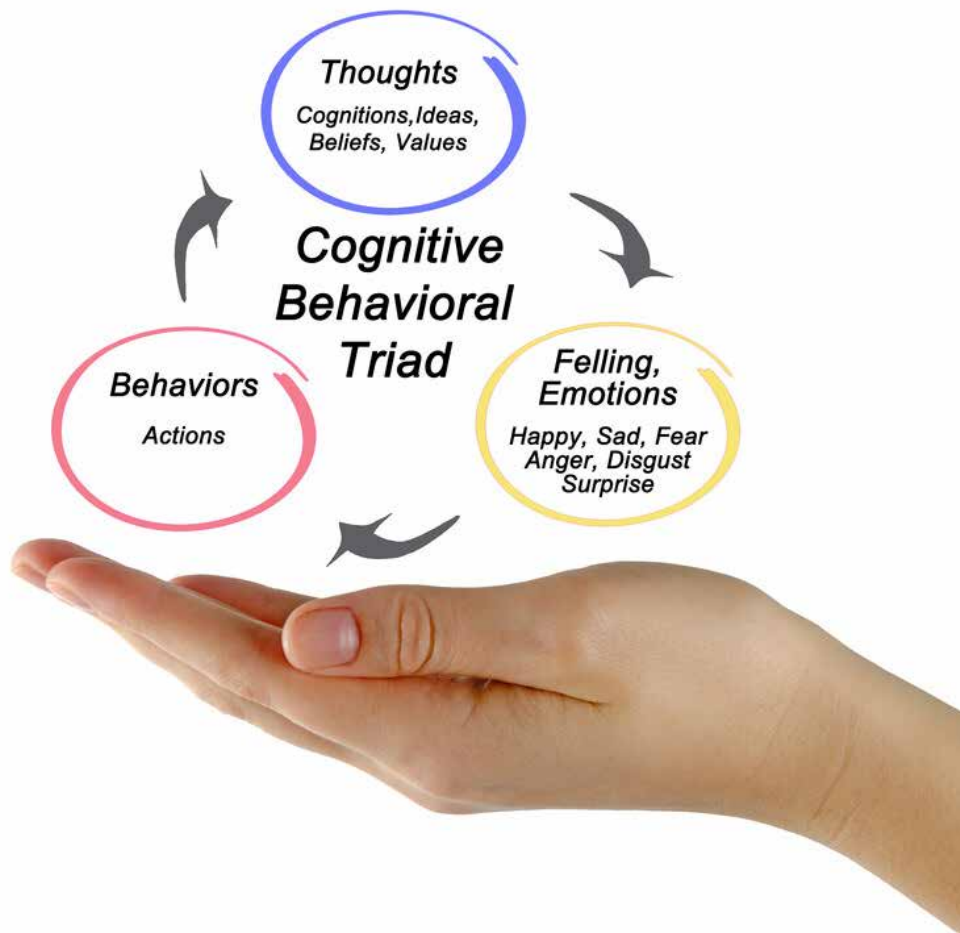 Thoughts
Cognitions,Ideas,
Beliefs, Values
Cognitive
Behavioral
Triad
Behaviors
Actions
Felling,
Emotions
Happy, Sad, Fear
Anger, Disgust
Surprise